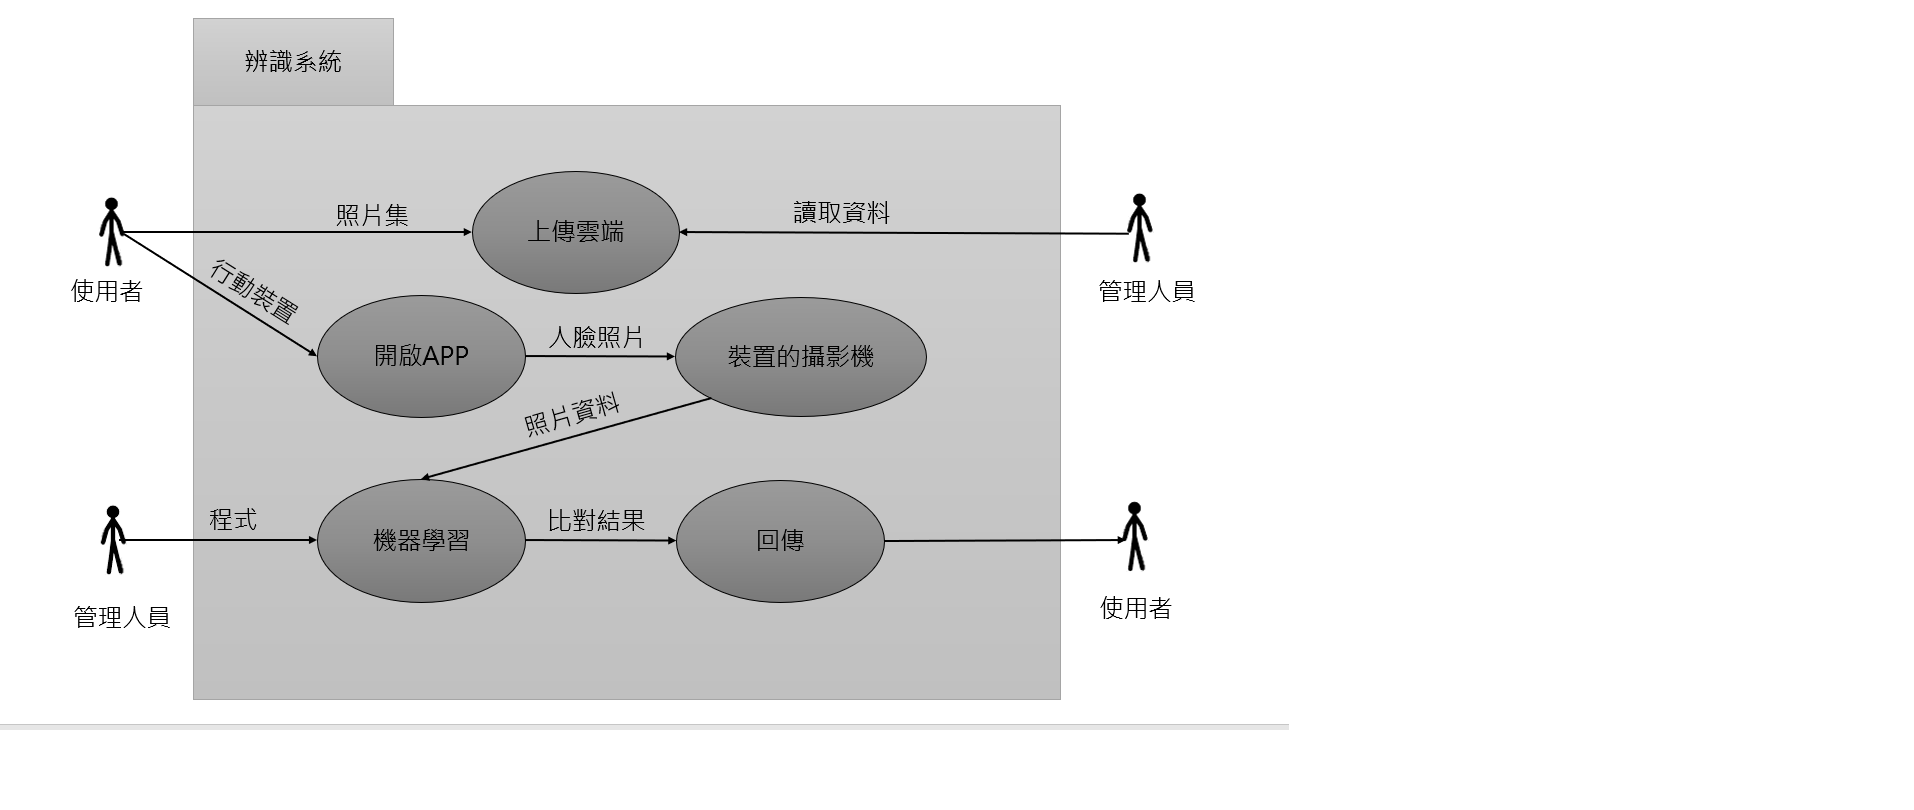 辨識系統
照片集
上傳雲端
讀取資料
使用者
行動裝置
管理人員
開啟APP
人臉照片
裝置的攝影機
照片資料
程式
機器學習
比對結果
回傳
管理人員
使用者